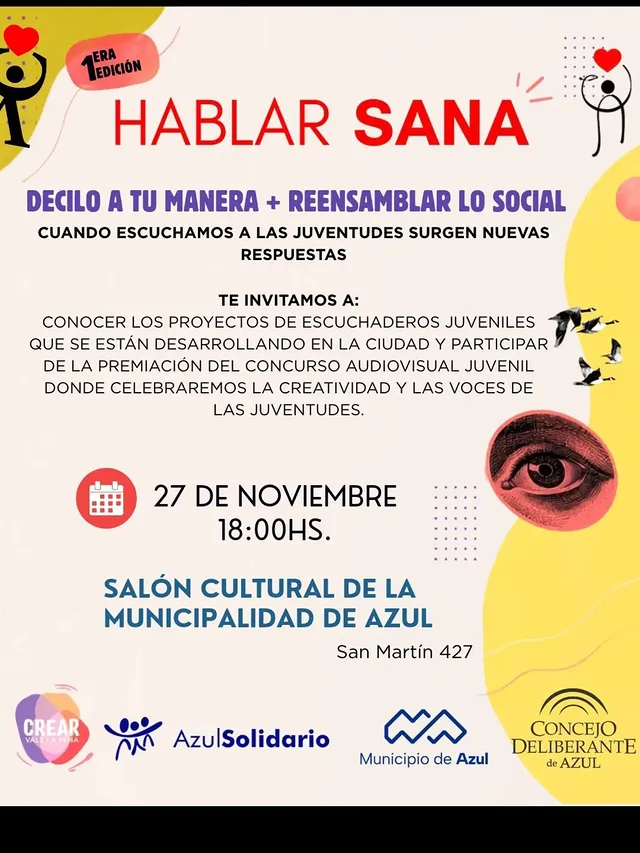 1ERA
EDICIÓN
HABLAR SANA
DECILO A TU MANERA + REENSAMBLAR LO SOCIAL
CUANDO ESCUCHAMOS A LAS JUVENTUDES SURGEN NUEVAS
RESPUESTAS
TE INVITAMOS A:
CONOCER LOS PROYECTOS DE ESCUCHADEROS JUVENILES
QUE SE ESTÁN DESARROLLANDO EN LA CIUDAD Y PARTICIPAR
DE LA PREMIACIÓN DEL CONCURSO AUDIOVISUAL JUVENIL
DONDE CELEBRAREMOS LA CREATIVIDAD Y LAS VOCES DE
LAS JUVENTUDES.
27 DE NOVIEMBRE
18:00HS.
SALÓN CULTURAL DE LA
MUNICIPALIDAD DE AZUL
San Martín 427
CREAR
VALE LA PENA
AzulSolidario
Municipio de Azul
CONCEJO
DELIBERANTE
de AZUL